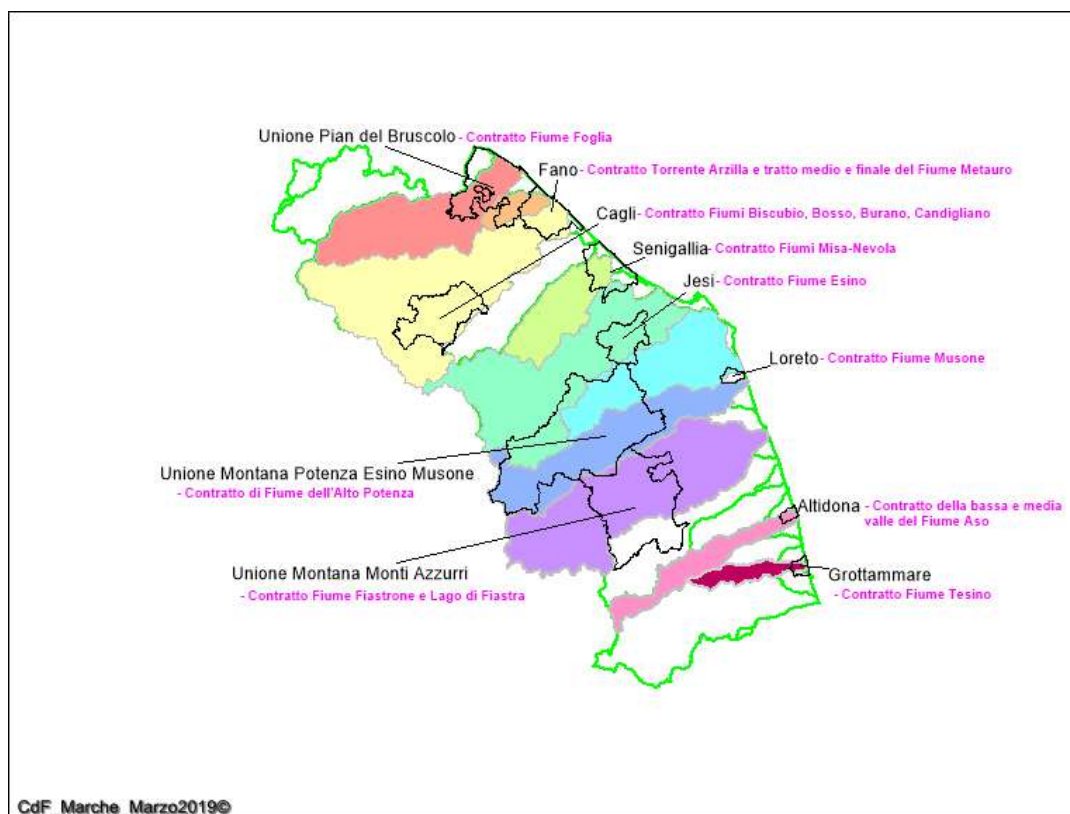 Unione Pian del Bruscolo - Contratto Fiume Foglia
Fano - Contratto Torrente Arzilla e tratto medio e finale del Fiume Metauro
Cagli - Contratto Fiumi Biscubio, Bosso, Burano, Candigliano
Senigallia - Contratto Fiumi Misa-Nevola
Jesi - Contratto Fiume Esino
Loreto - Contratto Fiume Musone
Unione Montana Potenza Esino Musone
- Contratto di Fiume dell'Alto Potenza
Altidona - Contratto della bassa e media
valle del Fiume Aso
Unione Montana Monti Azzurri
- Contratto Fiume Fiastrone e Lago di Fiastra
Grottammare
- Contratto Fiume Tesino
CdF_Marche_Marzo2019©